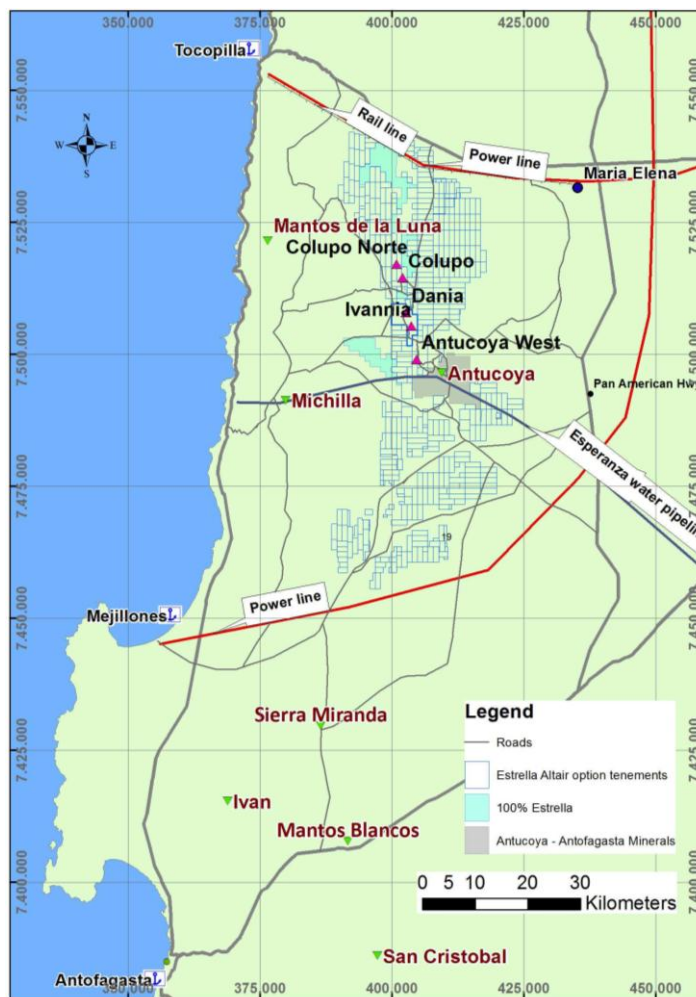 350.000
375.000
400.000
425.000
450.000
Tocopilla
7.550.000
7.550.000
N
W
E
S
Rail line
Power line
Maria Elena
7.525.000
7.525.000
Mantos de la Luna
Colupo Norte
Colupo
Dania
Ivannia
Antucoya West
7.500.000
7.500.000
Antucoya
Pan American Hwy
Michilla
Esperanza water pipelin
7.475.000
7.475.000
19
Power line
Mejillones
7.450.000
7.450.000
Sierra Miranda
Legend
Roads
Estrella Altair option tenements
100% Estrella
Antucoya - Antofagasta Minerals
7.425.000
7.425.000
Ivan
Mantos Blancos
7.400.000
7.400.000
0 5 10 20 30
Kilometers
San Cristobal
Antofagasta
350.000
375.000
400.000
425.000
450.000